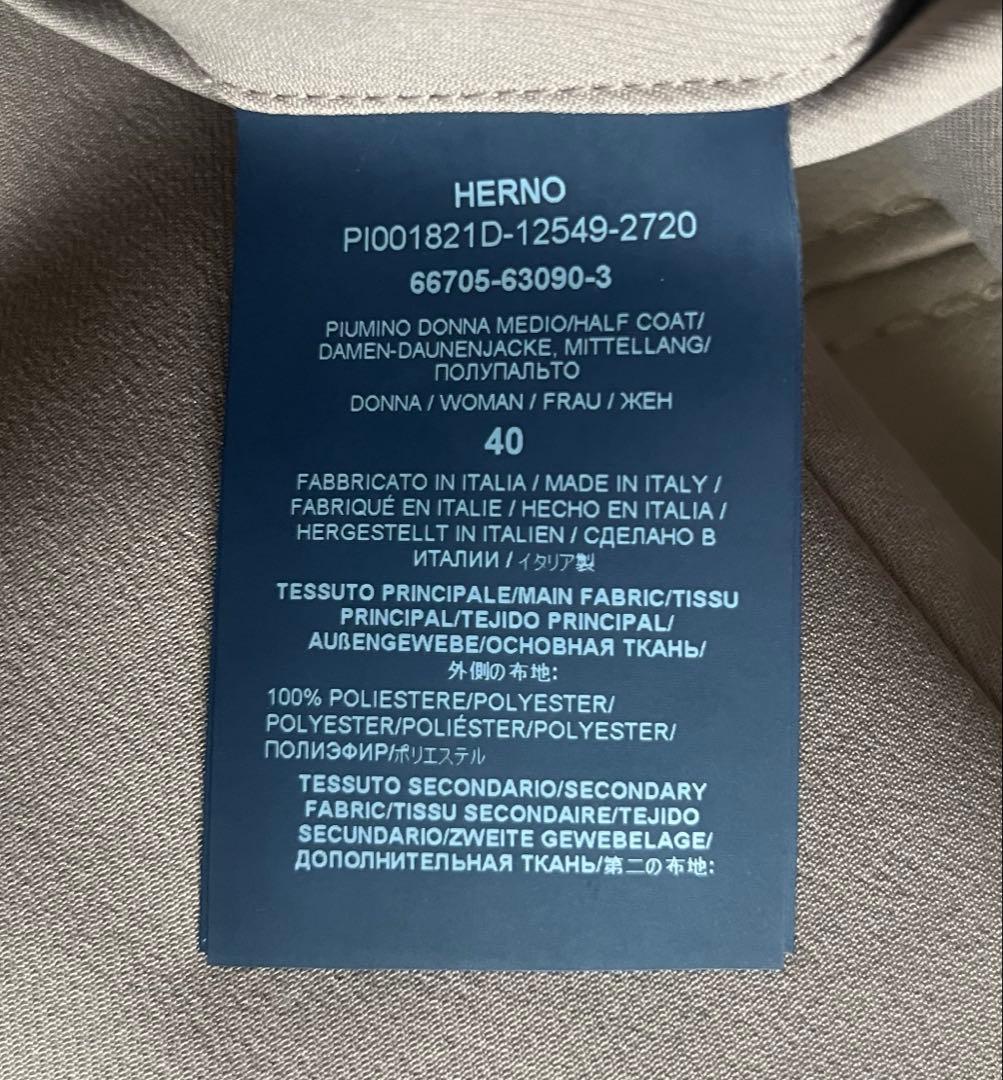 HERNO
PI001821D-12549-2720
66705-63090-3
PIUMINO DONNA MEDIO/HALF COAT/
DAMEN-DAUNENJACKE, MITTELLANG/
ПОЛУПАЛЬТО
DONNA / WOMAN / FRAU / ЖЕН
40
FABBRICATO IN ITALIA / MADE IN ITALY /
FABRIQUÉ EN ITALIE / HECHO EN ITALIA /
HERGESTELLT IN ITALIEN / СДЕЛАНО В
ИТАЛИИ / イタリア製
TESSUTO PRINCIPALE/MAIN FABRIC/TISSU
PRINCIPAL/TEJIDO PRINCIPAL/
AUßENGEWEBE/ОСНОВНАЯ ТКАНЬ/
外側の布地:
100% POLIESTERE/POLYESTER/
POLYESTER/POLIÉSTER/POLYESTER/
ПОЛИЭФИР/ポリエステル
TESSUTO SECONDARIO/SECONDARY
FABRIC/TISSU SECONDAIRE/TEJIDO
SECUNDARIO/ZWEITE GEWEBELAGE/
ДОПОЛНИТЕЛЬНАЯ ТКАНЬ/第二の布地: